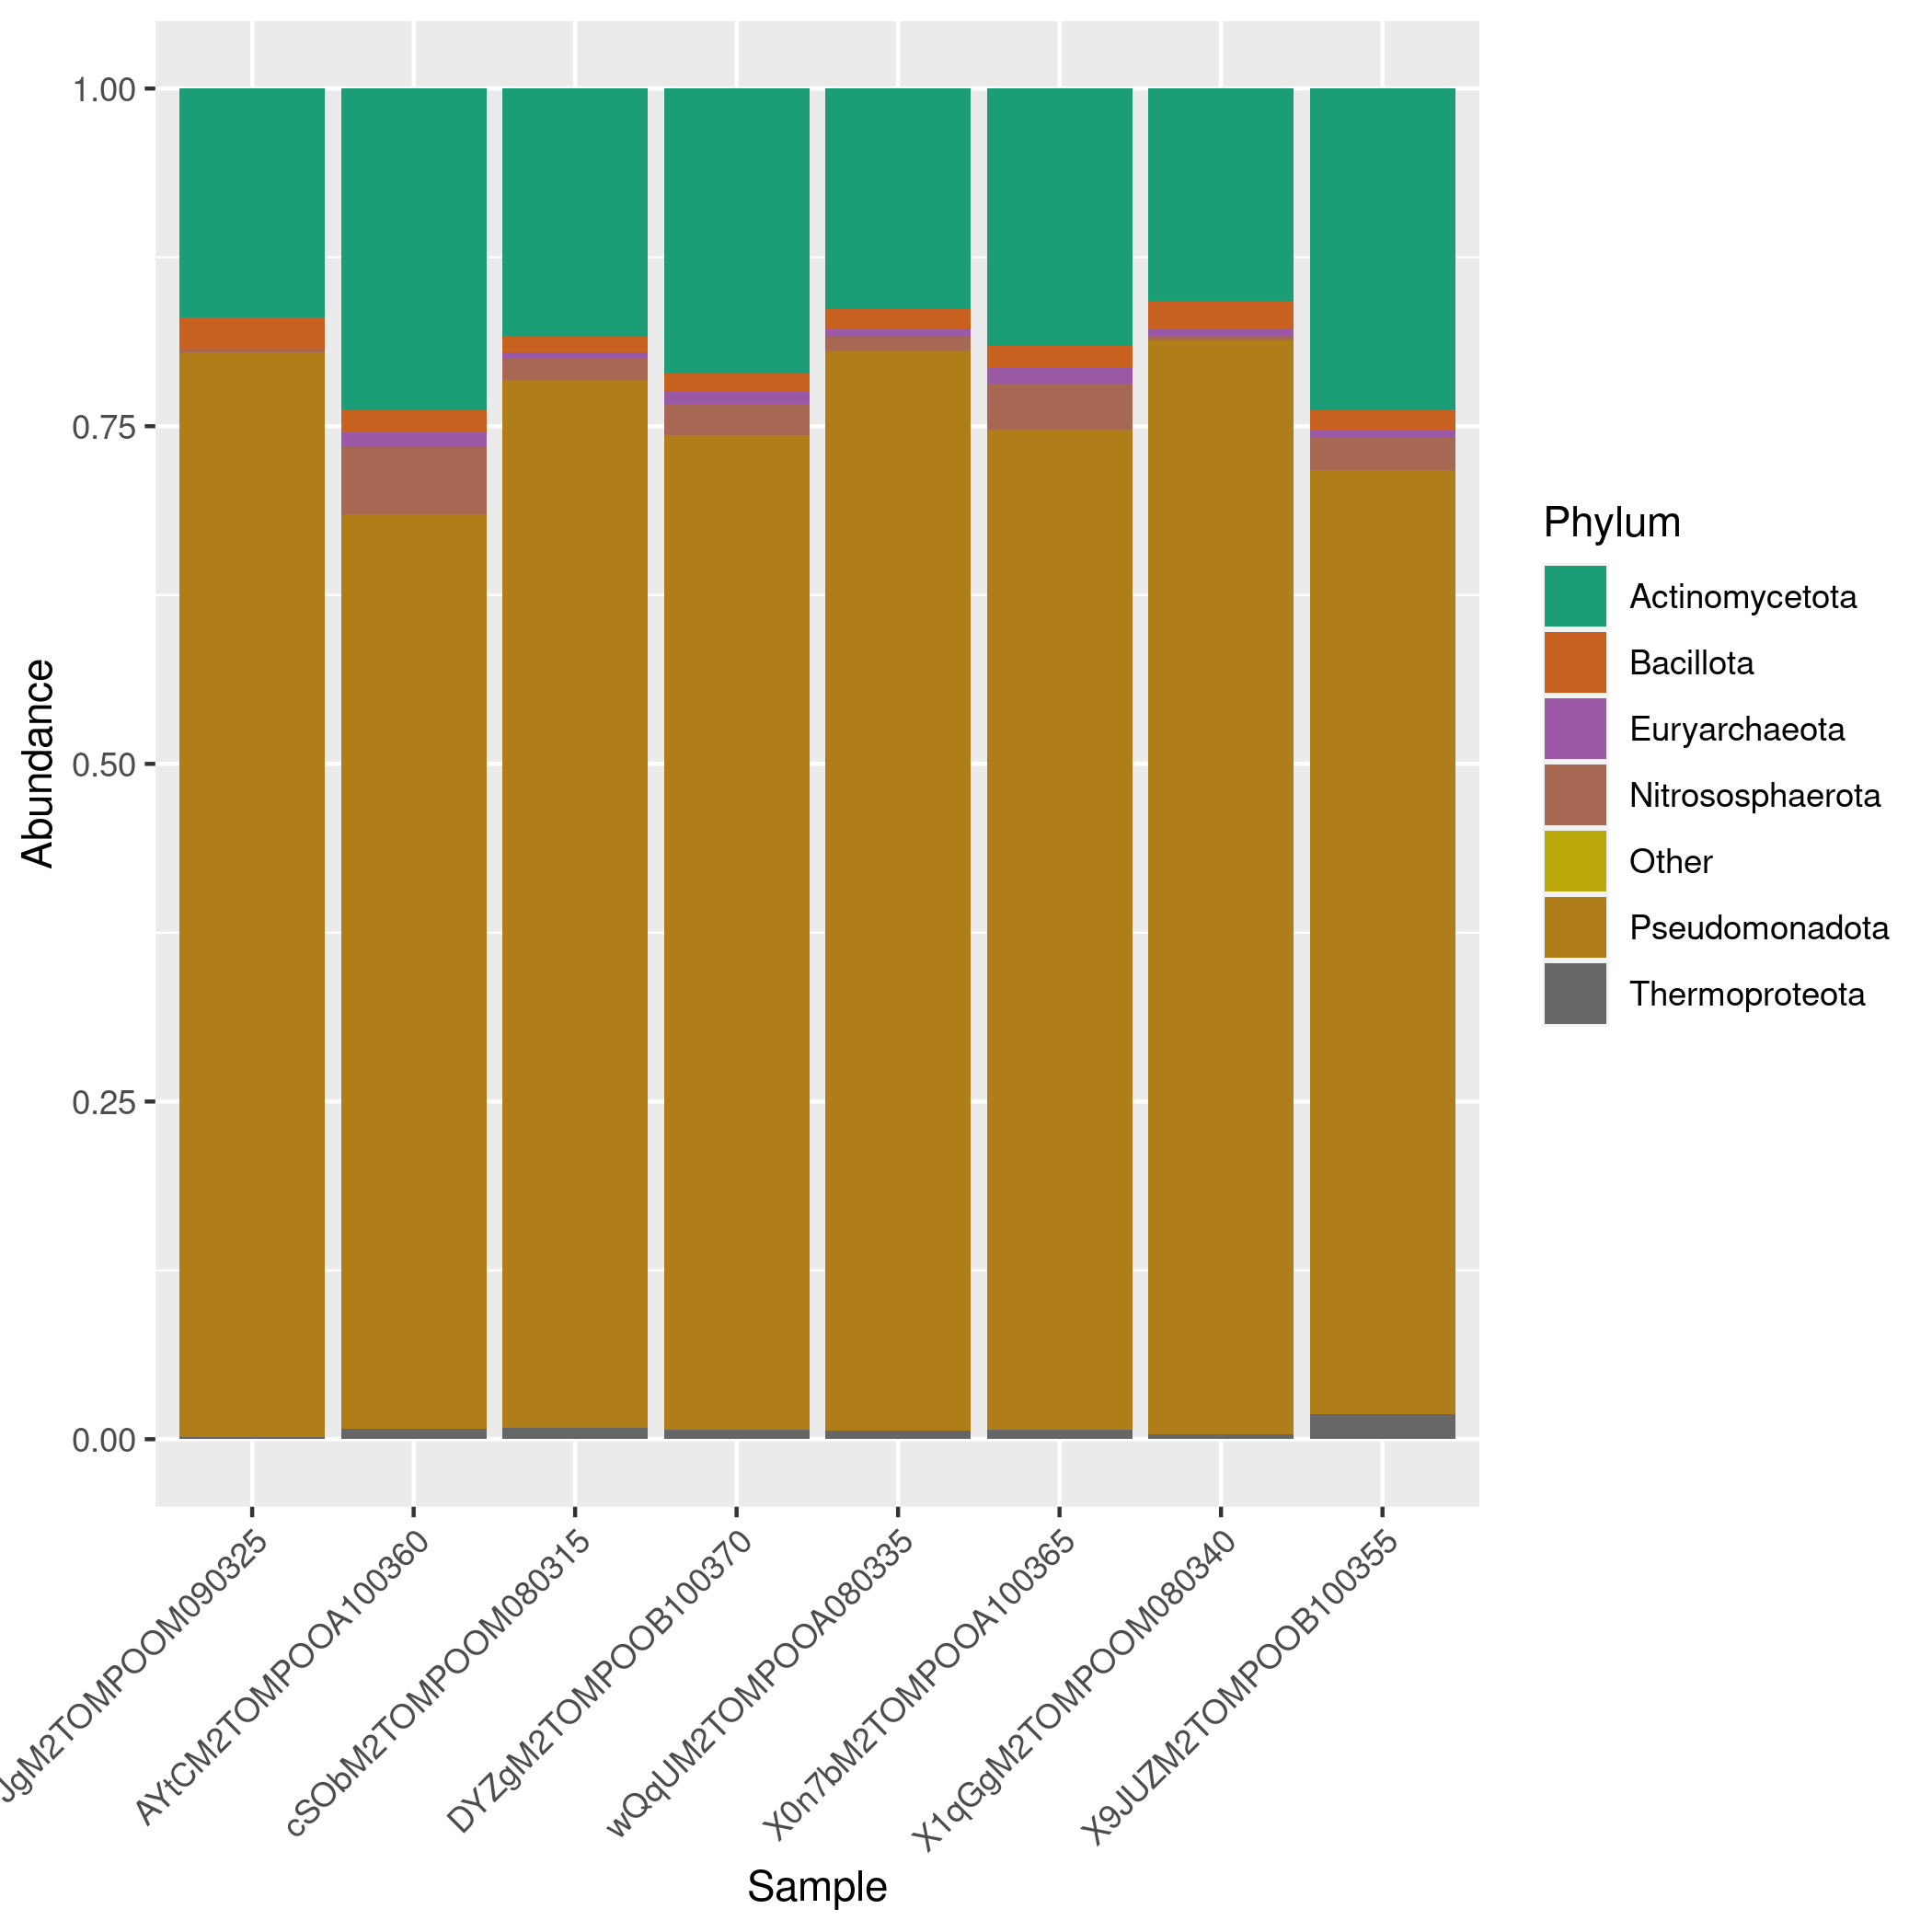 Abundance
1.00
0.75
0.50
0.25
0.00
JgM2TOMPOOM090325
AYtCM2TOMPOOA100360
cSObM2TOMPOOM080315
DYZgM2TOMPOOB100370
wQqUM2TOMPOOA080335
X0n7bM2TOMPOOA100365
X1qGgM2TOMPOOM080340
X9JUZM2TOMPOOB100355
Sample
Phylum
Actinomycetota
Bacillota
Euryarchaeota
Nitrososphaerota
Other
Pseudomonadota
Thermoproteota